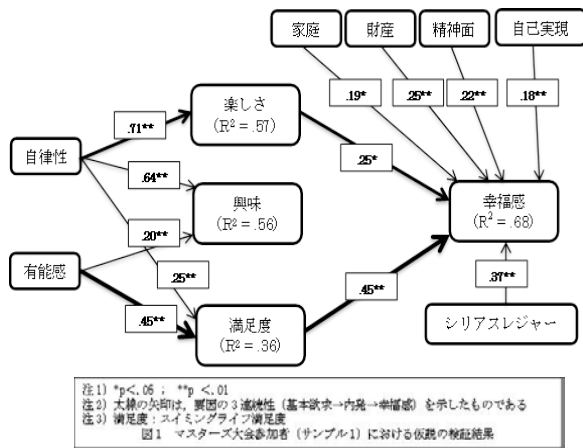 家庭
財産
精神面
自己実現
.19*
.25**
.22**
.18**
楽しさ
(R² = .57)
.71**
自律性
.64**
.25*
興味
(R² = .56)
幸福感
(R² = .68)
.20**
有能感
.25**
.45**
.37**
.45**
満足度
(R² = .36)
シリアスレジャー
注1) *p<.05 ; **p <.01
注2) 太線の矢印は，要因の3連続性 (基本欲求→内発→幸福感) を示したものである
注3) 満足度：スイミングライフ満足度
図1 マスターズ大会参加者 (サンプル1) における仮説の検証結果